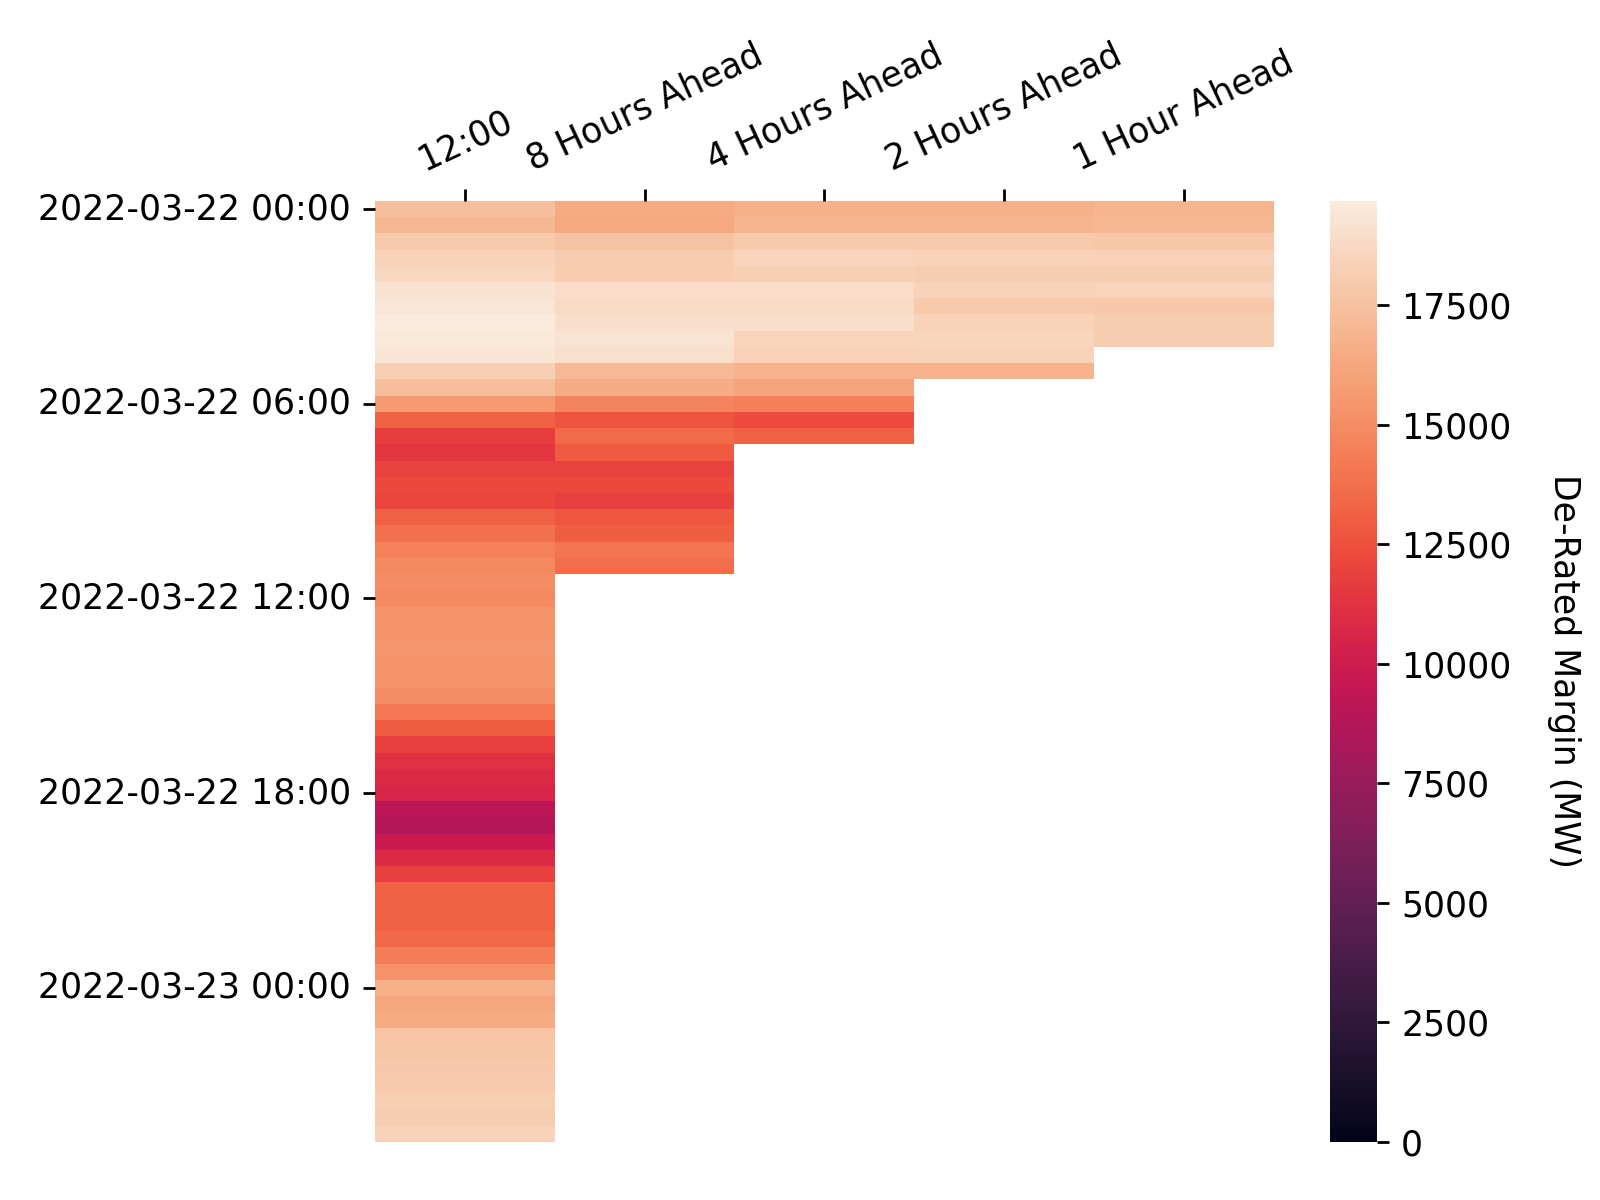 12:00
8 Hours Ahead
4 Hours Ahead
2 Hours Ahead
1 Hour Ahead
2022-03-22 00:00
2022-03-22 06:00
2022-03-22 12:00
2022-03-22 18:00
2022-03-23 00:00
17500
15000
12500
10000
7500
5000
2500
0
De-Rated Margin (MW)